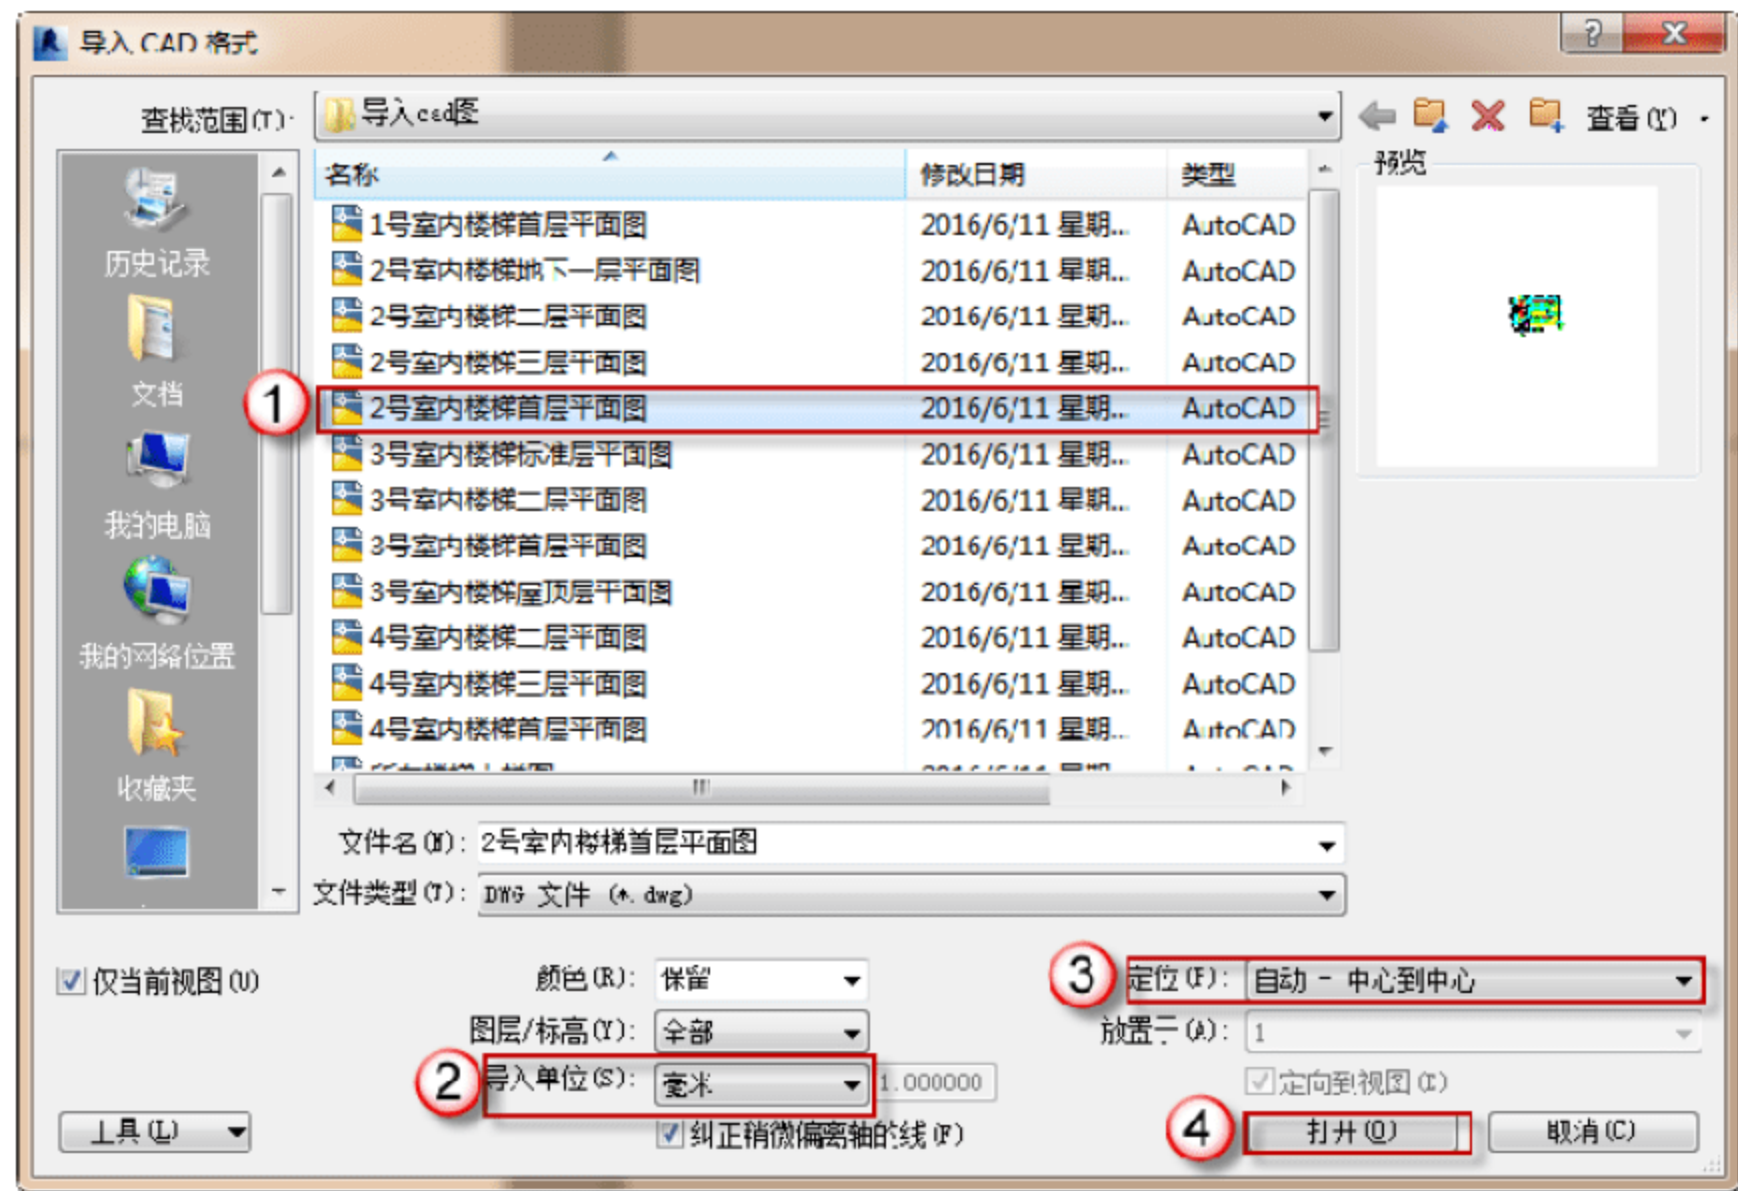 导入 CAD 格式
查找范围(I):
导入cad图
查看(V)
名称 修改日期 类型
预览
1号室内楼梯首层平面图 2016/6/11 星期... AutoCAD
2号室内楼梯地下一层平面图 2016/6/11 星期... AutoCAD
2号室内楼梯二层平面图 2016/6/11 星期... AutoCAD
2号室内楼梯三层平面图 2016/6/11 星期... AutoCAD
① 2号室内楼梯首层平面图 2016/6/11 星期... AutoCAD
3号室内楼梯标准层平面图 2016/6/11 星期... AutoCAD
3号室内楼梯二层平面图 2016/6/11 星期... AutoCAD
3号室内楼梯首层平面图 2016/6/11 星期... AutoCAD
3号室内楼梯屋顶层平面图 2016/6/11 星期... AutoCAD
4号室内楼梯二层平面图 2016/6/11 星期... AutoCAD
4号室内楼梯三层平面图 2016/6/11 星期... AutoCAD
4号室内楼梯首层平面图 2016/6/11 星期... AutoCAD
历史记录
文档
我的电脑
我的网络位置
收藏夹
文件名(N): 2号室内楼梯首层平面图
文件类型(T): DWG 文件 (*.dwg)
仅当前视图(U)
颜色(R): 保留
③ 定位(P): 自动 - 中心到中心
图层/标高(Y): 全部
放置于(A): 1
② 导入单位(S): 毫米 1.000000
定向到视图(I)
纠正稍微偏离轴的线(F)
工具(L)
④ 打开(O)
取消(C)